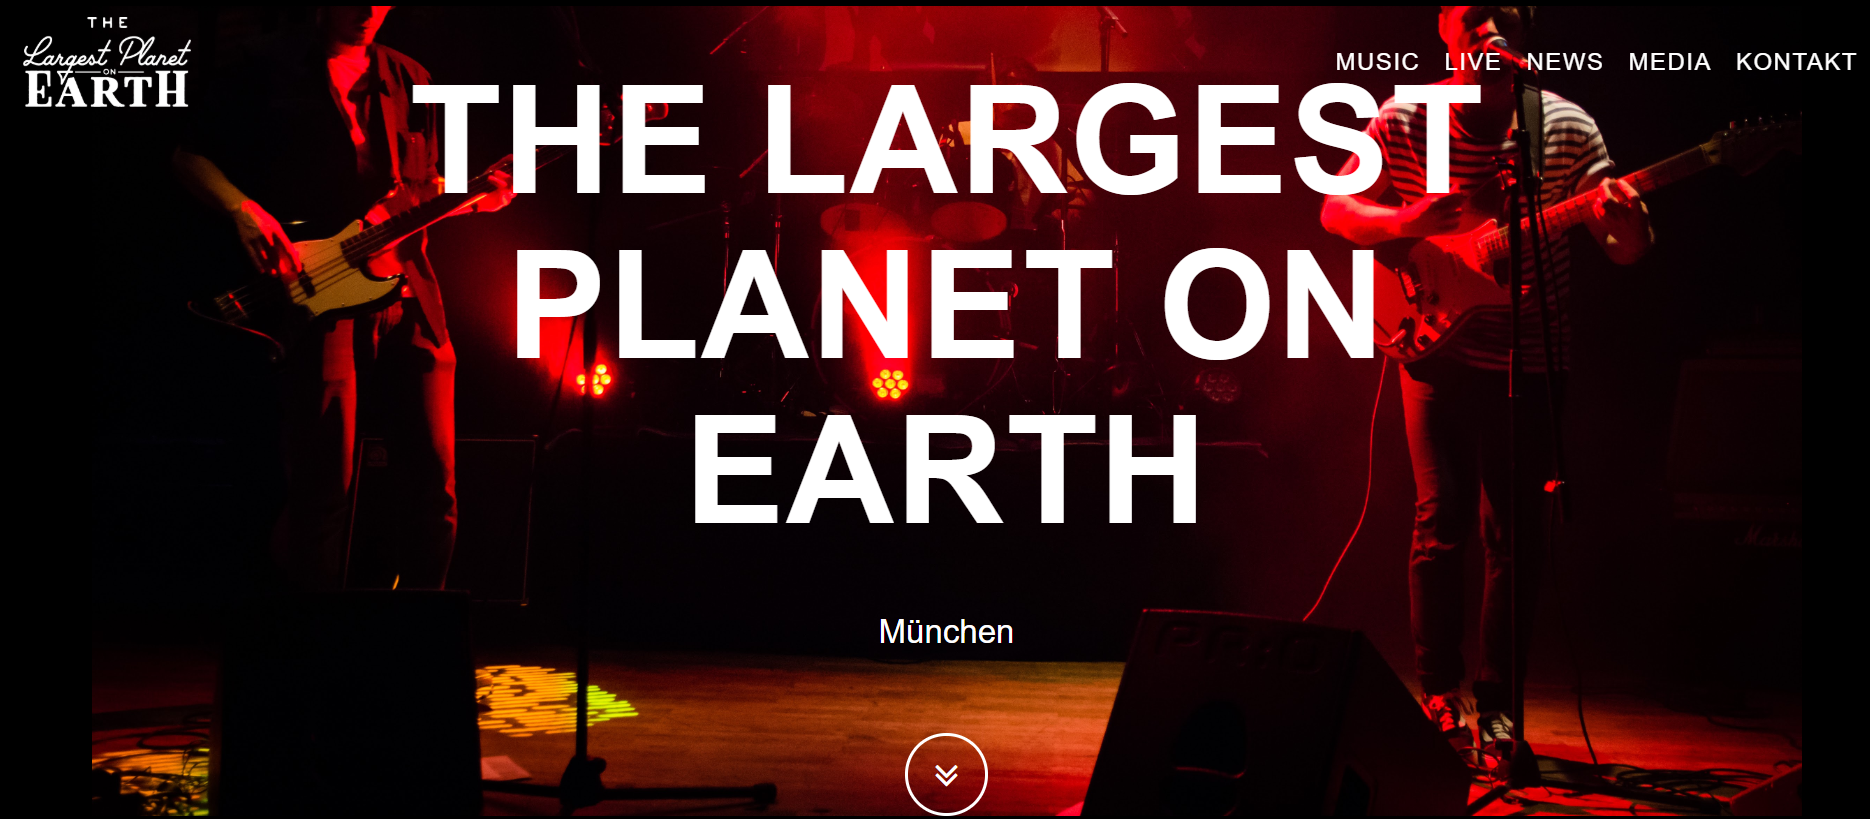 THE
Largest Planet
ON
EARTH
MUSIC LIVE NEWS MEDIA KONTAKT
THE LARGEST
PLANET ON
EARTH
München